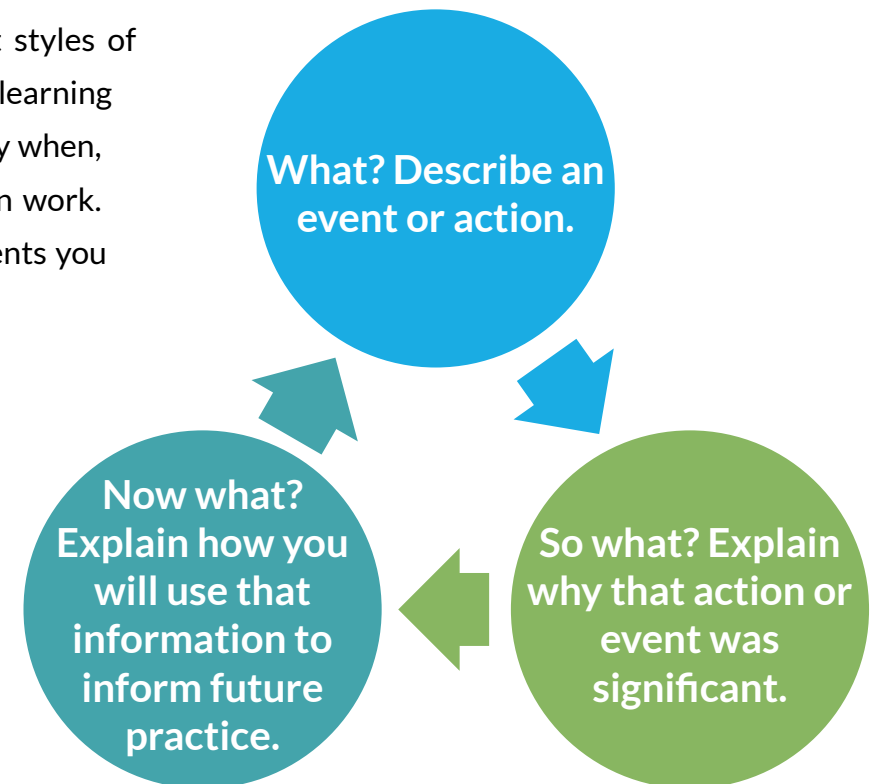 styles of
learning
when,
work.
you
What? Describe an
event or action.
So what? Explain
why that action or
event was
significant.
Now what?
Explain how you
will use that
information to
inform future
practice.